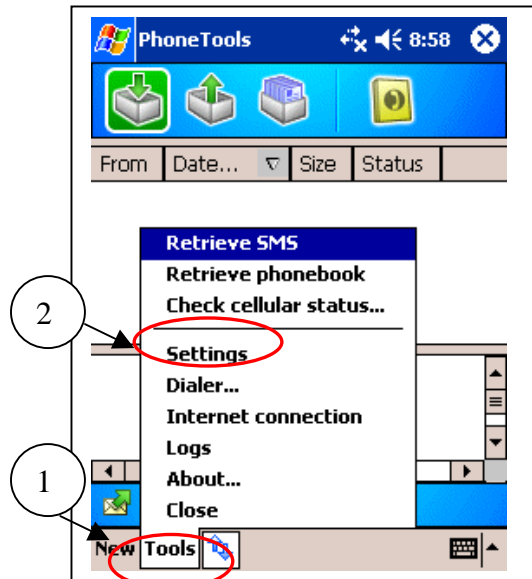 PhoneTools 8:58
From Date... Size Status
Retrieve SMS
Retrieve phonebook
Check cellular status...
2
Settings
Dialer...
Internet connection
Logs
1
About...
Close
New Tools